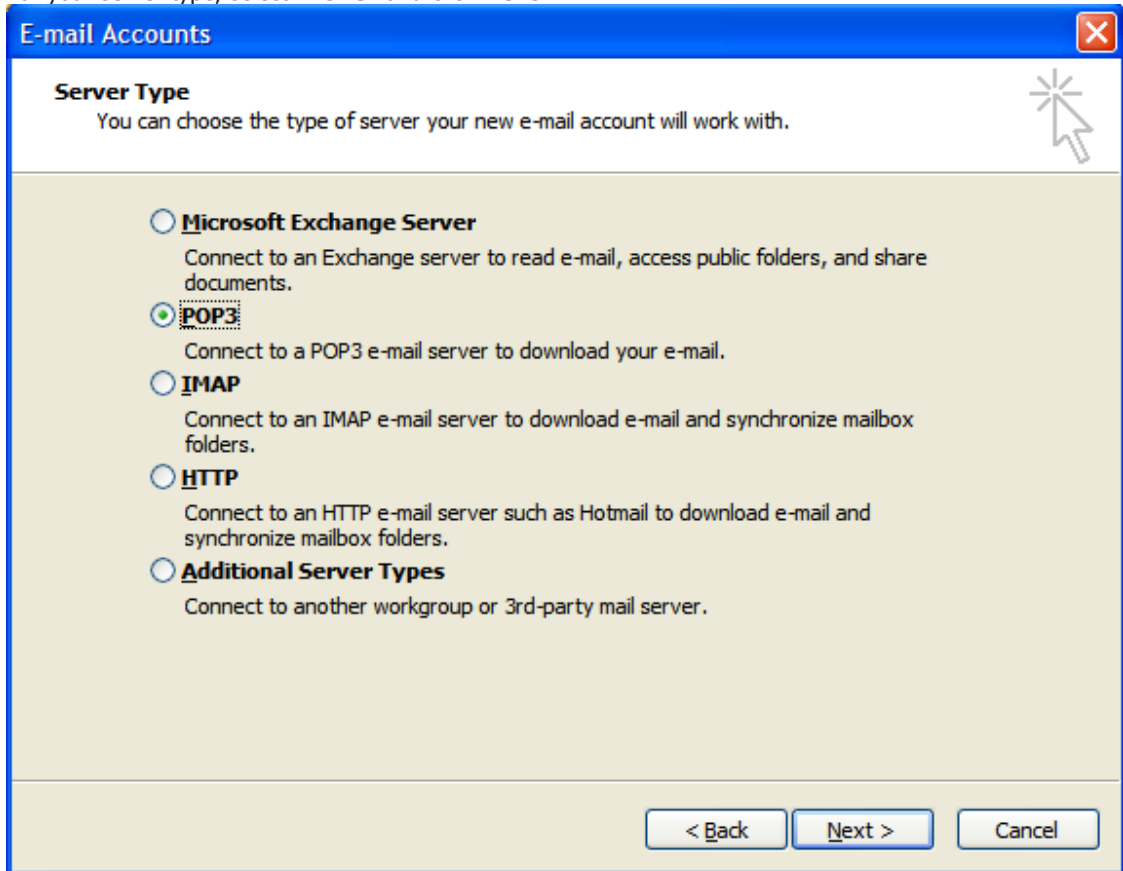 E-mail Accounts
Server Type
You can choose the type of server your new e-mail account will work with.
Microsoft Exchange Server
Connect to an Exchange server to read e-mail, access public folders, and share
documents.
POP3
Connect to a POP3 e-mail server to download your e-mail.
IMAP
Connect to an IMAP e-mail server to download e-mail and synchronize mailbox
folders.
HTTP
Connect to an HTTP e-mail server such as Hotmail to download e-mail and
synchronize mailbox folders.
Additional Server Types
Connect to another workgroup or 3rd-party mail server.
< Back Next > Cancel